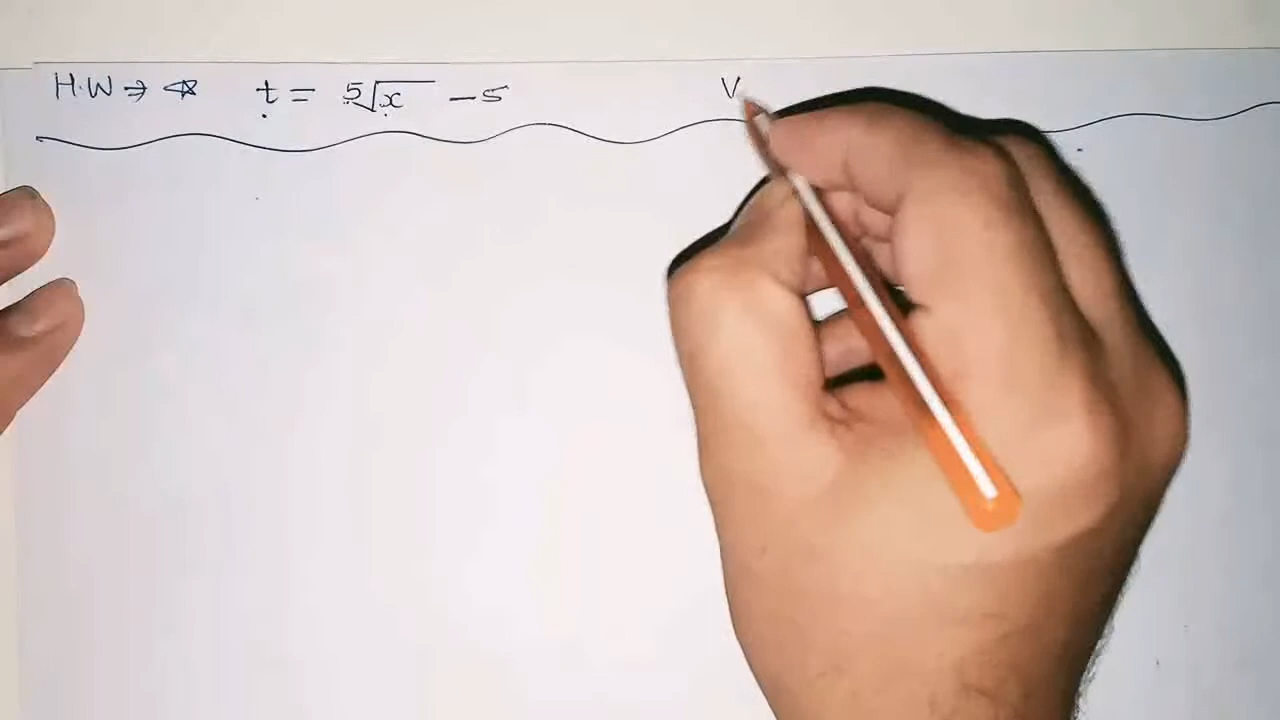 H.W → ☆ t = ⁵√x - 5 V